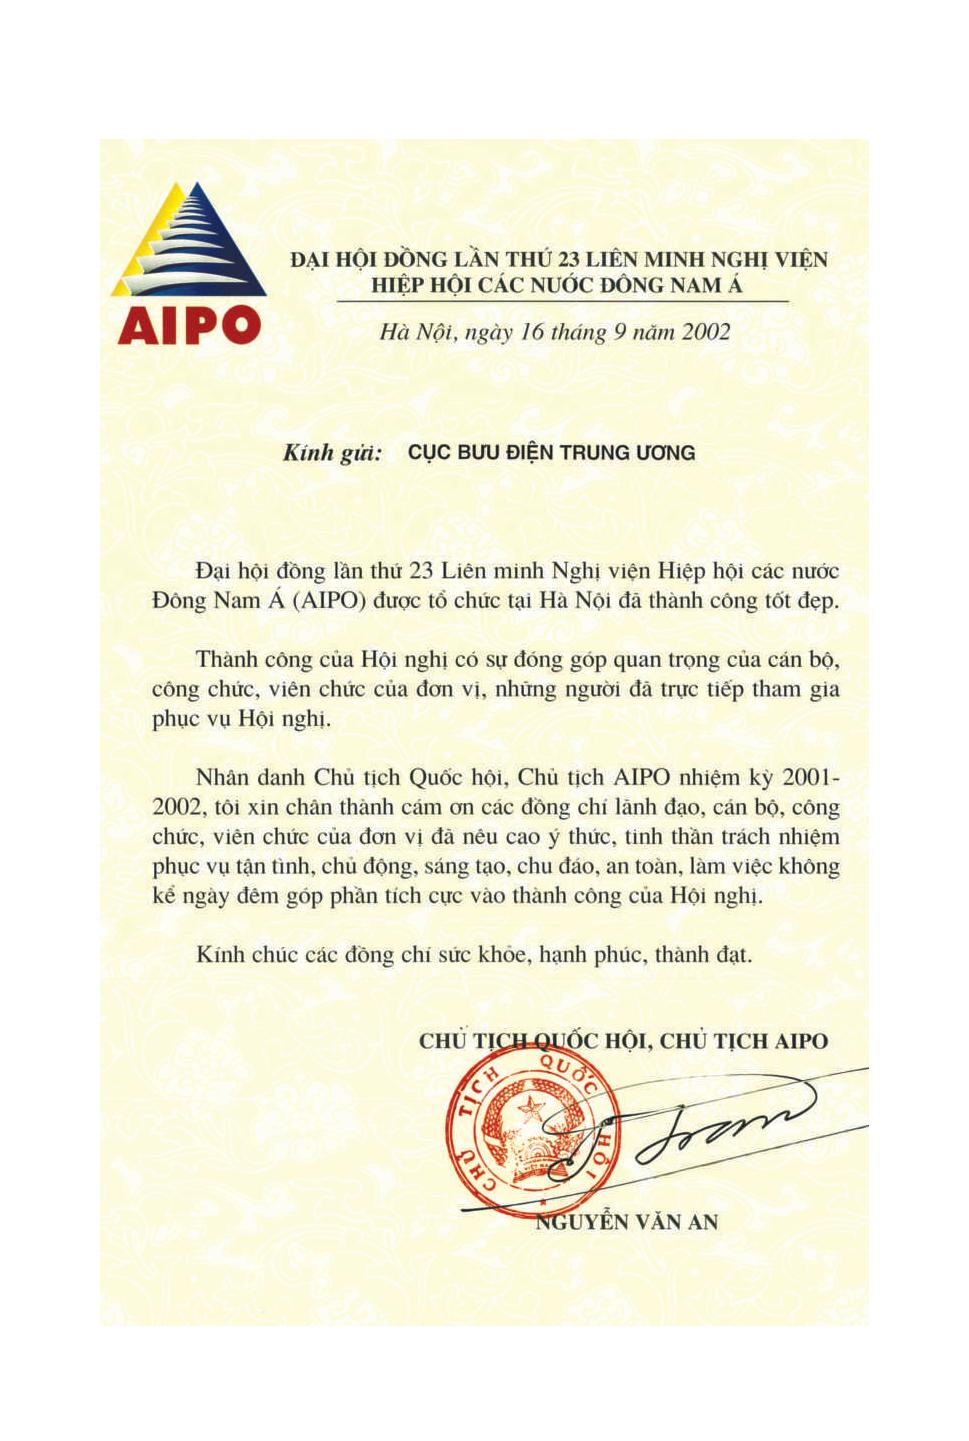 AIPO
ĐẠI HỘI ĐỒNG LẦN THỨ 23 LIÊN MINH NGHỊ VIỆN
HIỆP HỘI CÁC NƯỚC ĐÔNG NAM Á
Hà Nội, ngày 16 tháng 9 năm 2002
Kính gửi: CỤC BƯU ĐIỆN TRUNG ƯƠNG
Đại hội đồng lần thứ 23 Liên minh Nghị viện Hiệp hội các nước
Đông Nam Á (AIPO) được tổ chức tại Hà Nội đã thành công tốt đẹp.
Thành công của Hội nghị có sự đóng góp quan trọng của cán bộ,
công chức, viên chức của đơn vị, những người đã trực tiếp tham gia
phục vụ Hội nghị.
Nhân danh Chủ tịch Quốc hội, Chủ tịch AIPO nhiệm kỳ 2001-
2002, tôi xin chân thành cám ơn các đồng chí lãnh đạo, cán bộ, công
chức, viên chức của đơn vị đã nêu cao ý thức, tinh thần trách nhiệm
phục vụ tận tình, chủ động, sáng tạo, chu đáo, an toàn, làm việc không
kể ngày đêm góp phần tích cực vào thành công của Hội nghị.
Kính chúc các đồng chí sức khỏe, hạnh phúc, thành đạt.
CHỦ TỊCH QUỐC HỘI, CHỦ TỊCH AIPO
CHỦ TỊCH QUỐC HỘI
NGUYỄN VĂN AN